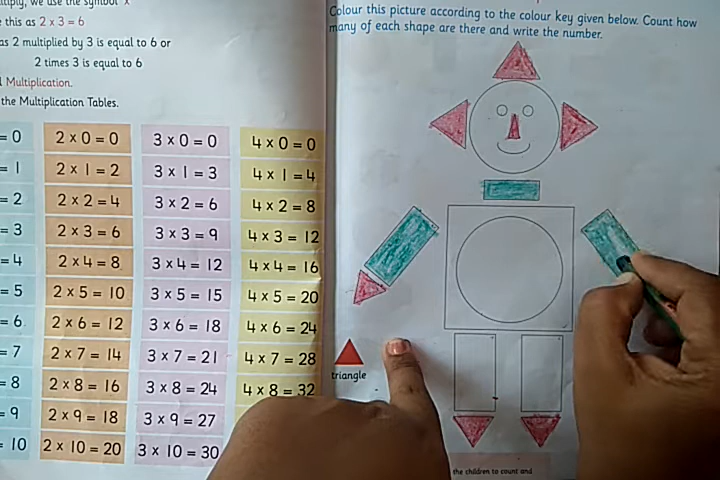 we use the symbol x
this as 2 x 3 = 6
as 2 multiplied by 3 is equal to 6 or
2 times 3 is equal to 6
Multiplication.
the Multiplication Tables.
= 0 2 x 0 = 0 3 x 0 = 0 4 x 0 = 0
= 1 2 x 1 = 2 3 x 1 = 3 4 x 1 = 4
= 2 2 x 2 = 4 3 x 2 = 6 4 x 2 = 8
= 3 2 x 3 = 6 3 x 3 = 9 4 x 3 = 12
= 4 2 x 4 = 8 3 x 4 = 12 4 x 4 = 16
= 5 2 x 5 = 10 3 x 5 = 15 4 x 5 = 20
= 6 2 x 6 = 12 3 x 6 = 18 4 x 6 = 24
= 7 2 x 7 = 14 3 x 7 = 21 4 x 7 = 28
= 8 2 x 8 = 16 3 x 8 = 24 4 x 8 = 32
= 9 2 x 9 = 18 3 x 9 = 27
= 10 2 x 10 = 20 3 x 10 = 30
Colour this picture according to the colour key given below. Count how
many of each shape are there and write the number.
triangle
the children to count and